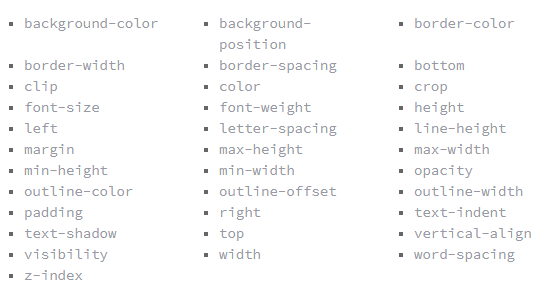 background-color
background-
position
border-color
border-width
border-spacing
bottom
clip
color
crop
font-size
font-weight
height
left
letter-spacing
line-height
margin
max-height
max-width
min-height
min-width
opacity
outline-color
outline-offset
outline-width
padding
right
text-indent
text-shadow
top
vertical-align
visibility
width
word-spacing
z-index